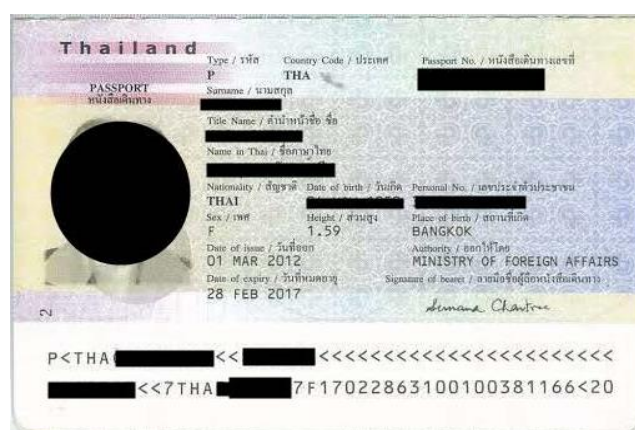 Thailand
Type / รหัส Country Code / ประเทศ Passport No. / หนังสือเดินทางเลขที่
P THA
PASSPORT
หนังสือเดินทาง
Surname / นามสกุล
Title Name / คำนำหน้าชื่อ ชื่อ
Name in Thai / ชื่อภาษาไทย
Nationality / สัญชาติ Date of birth / วันเกิด Personal No. / เลขประจำตัวประชาชน
THAI
Sex / เพศ Height / ส่วนสูง Place of birth / สถานที่เกิด
F 1.59 BANGKOK
Date of issue / วันที่ออก Authority / ออกให้โดย
01 MAR 2012 MINISTRY OF FOREIGN AFFAIRS
Date of expiry / วันที่หมดอายุ Signature of bearer / ลายมือชื่อผู้ถือหนังสือเดินทาง
28 FEB 2017
2
P<THA << <<<<<<<<<<<<<<<<<<<<<<<
<<7THA 7F17022863100100381166<20